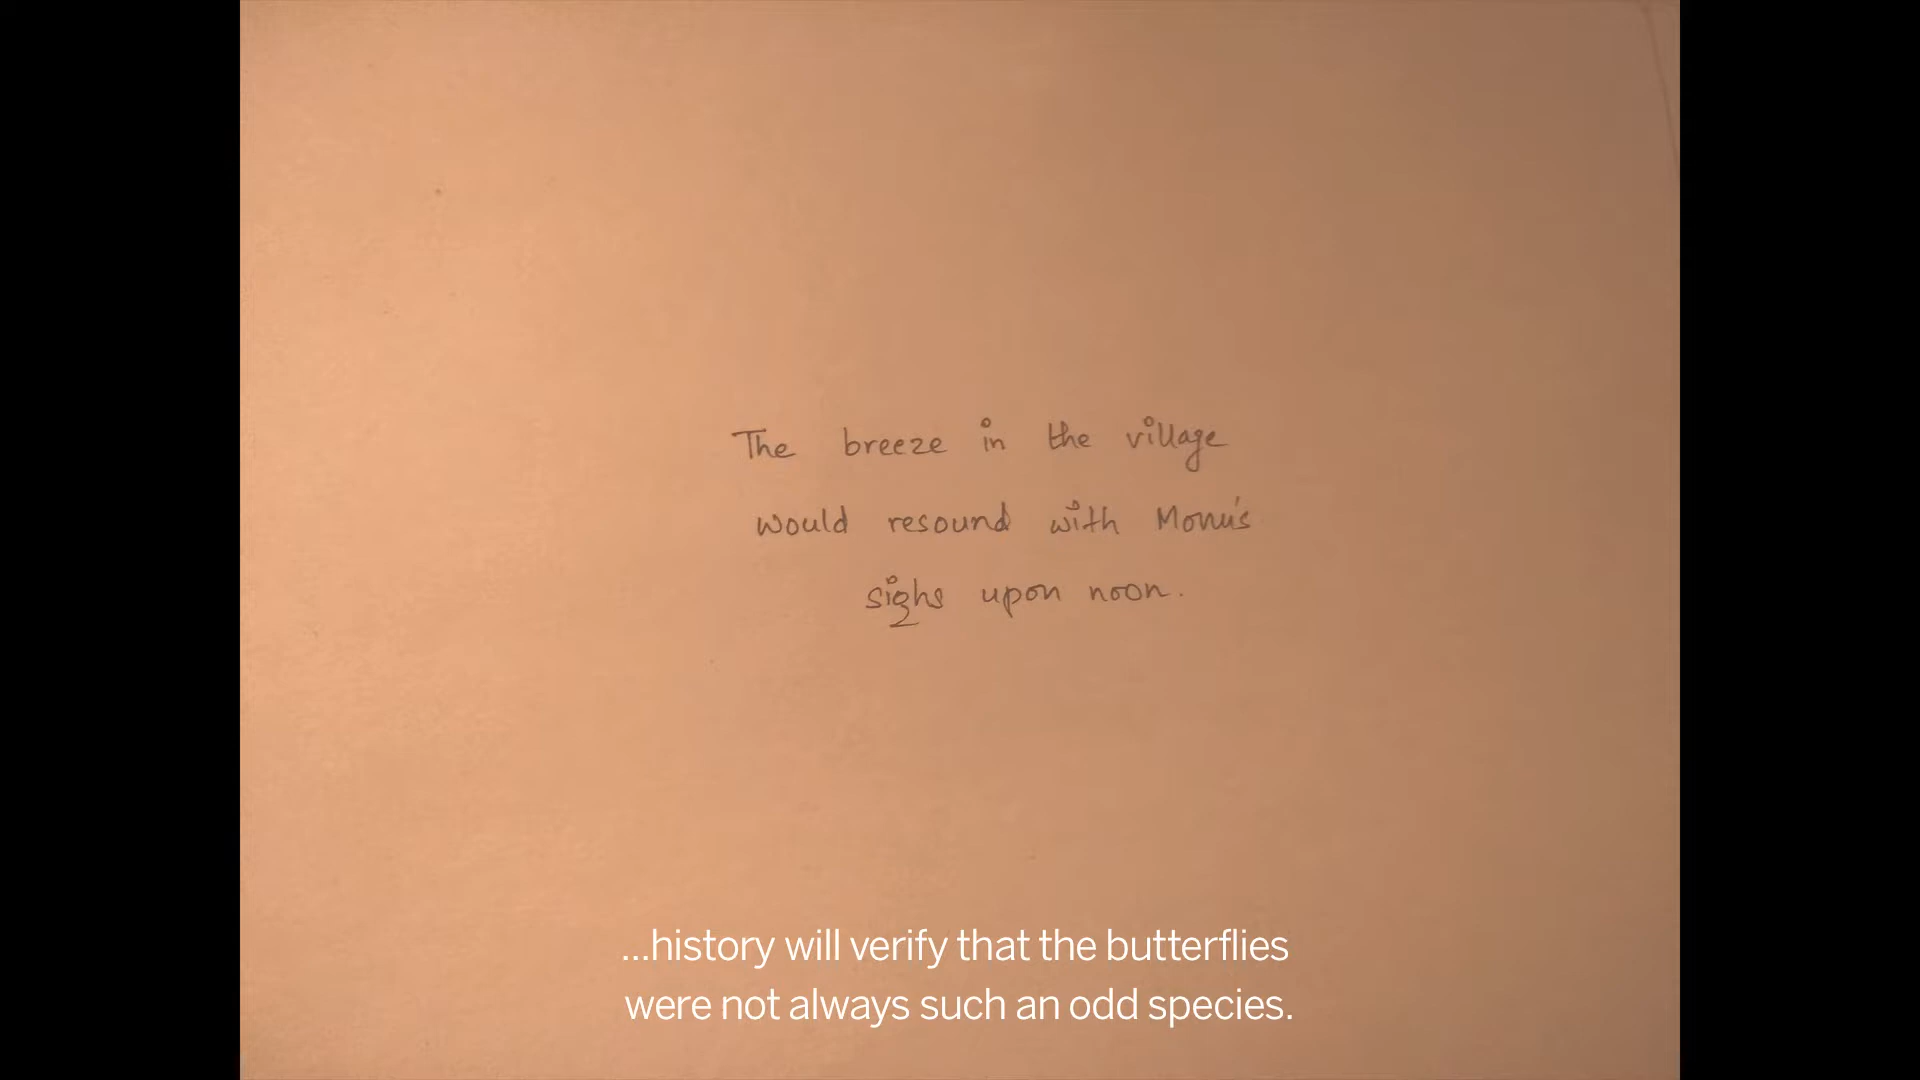 The breeze in the village
would resound with Monu's
sighs upon noon.
...history will verify that the butterflies
were not always such an odd species.